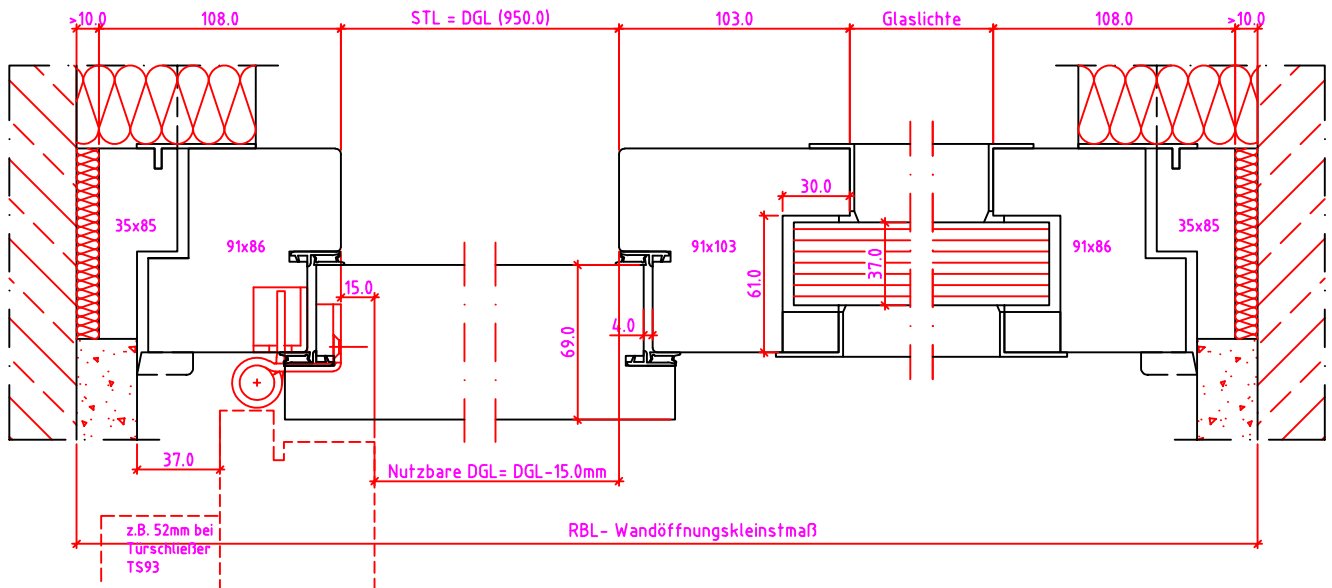 >10.0
108.0
STL = DGL (950.0)
103.0
Glaslichte
108.0
>10.0
30.0
35x85
91x86
91x103
91x86
35x85
61.0
37.0
15.0
4.0
69.0
37.0
Nutzbare DGL= DGL-15.0mm
z.B. 52mm bei
Türschließer
TS93
RBL- Wandöffnungskleinstmaß